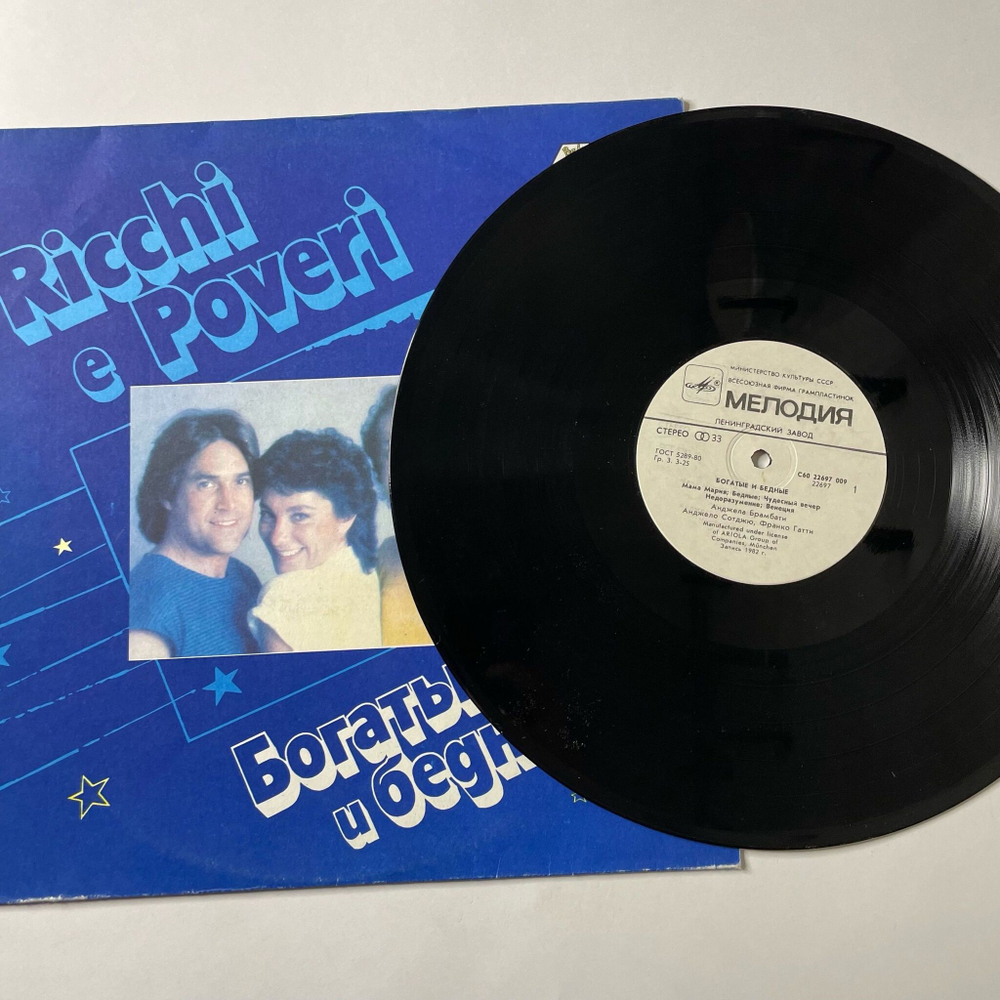 Ricchi
e Poveri
Богаты
и бедн
МИНИСТЕРСТВО КУЛЬТУРЫ СССР
ВСЕСОЮЗНАЯ ФИРМА ГРАМПЛАСТИНОК
МЕЛОДИЯ
ЛЕНИНГРАДСКИЙ ЗАВОД
СТЕРЕО 33
ГОСТ 5289-80
Гр. 3. 3-25
С60 22697 009
22697 1
БОГАТЫЕ И БЕДНЫЕ
Мама Мария; Бедные; Чудесный вечер
Недоразумение; Венеция
Анджела Брамбати
Анджело Сотджю, Франко Гатти
Manufactured under license
of ARIOLA Group of
Companies, München
Запись 1982 г.